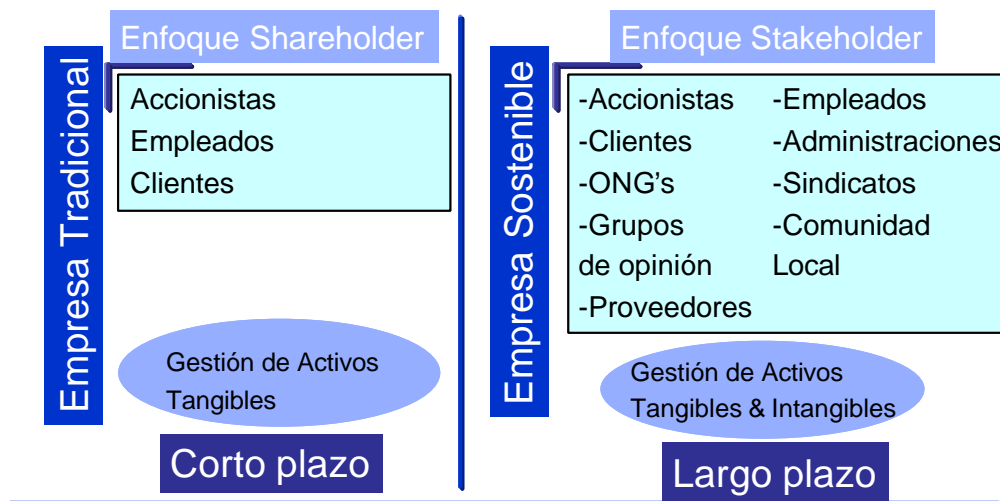 Enfoque Shareholder
Empresa Tradicional
Accionistas
Empleados
Clientes
Gestión de Activos
Tangibles
Corto plazo
Enfoque Stakeholder
Empresa Sostenible
-Accionistas
-Clientes
-ONG’s
-Grupos
de opinión
-Proveedores
-Empleados
-Administraciones
-Sindicatos
-Comunidad
Local
Gestión de Activos
Tangibles & Intangibles
Largo plazo